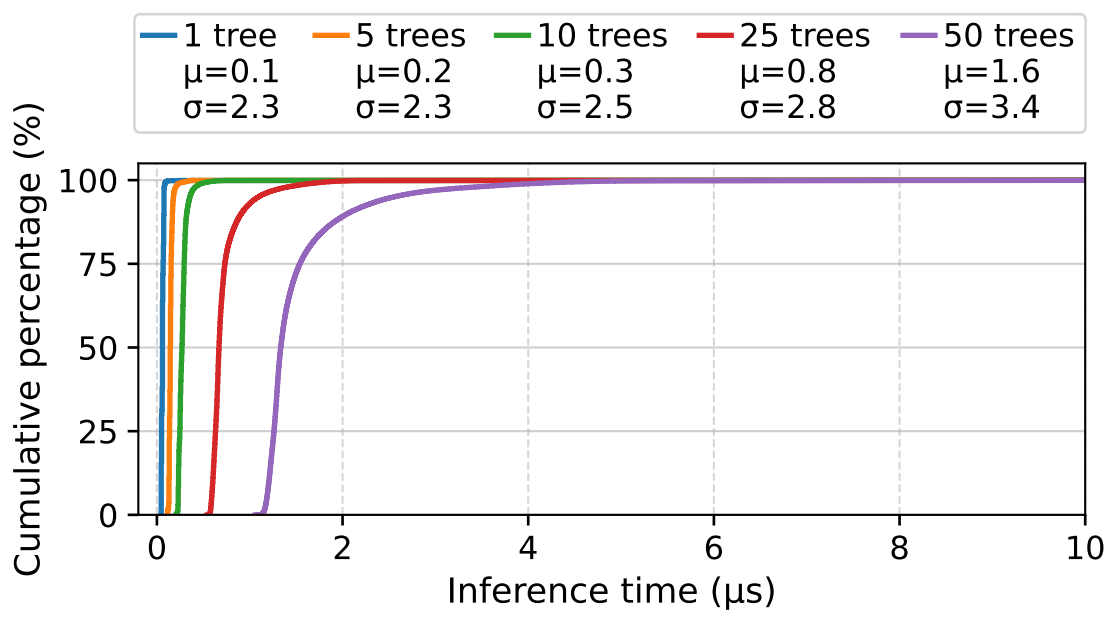 1 tree 5 trees 10 trees 25 trees 50 trees
μ=0.1 μ=0.2 μ=0.3 μ=0.8 μ=1.6
σ=2.3 σ=2.3 σ=2.5 σ=2.8 σ=3.4
Cumulative percentage (%)
100
75
50
25
0
0 2 4 6 8 10
Inference time (μs)